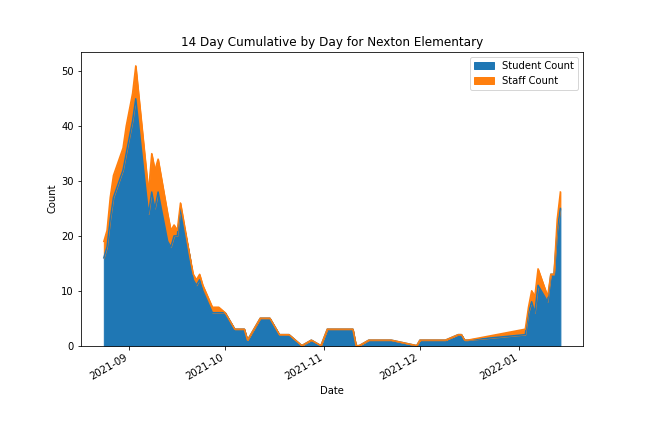 14 Day Cumulative by Day for Nexton Elementary
Student Count
Staff Count
50
40
30
20
10
0
Count
2021-09
2021-10
2021-11
2021-12
2022-01
Date